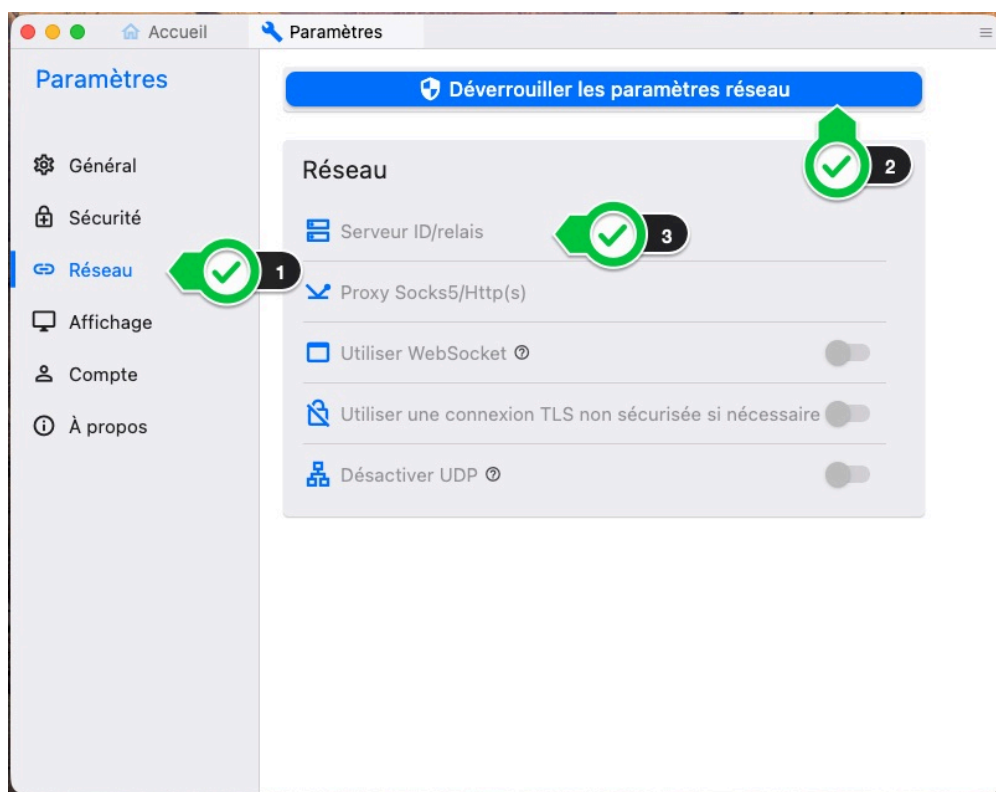 Accueil
Paramètres
Paramètres
Général
Sécurité
Réseau
1
Affichage
Compte
À propos
Déverrouiller les paramètres réseau
2
Réseau
Serveur ID/relais
3
Proxy Socks5/Http(s)
Utiliser WebSocket
Utiliser une connexion TLS non sécurisée si nécessaire
Désactiver UDP